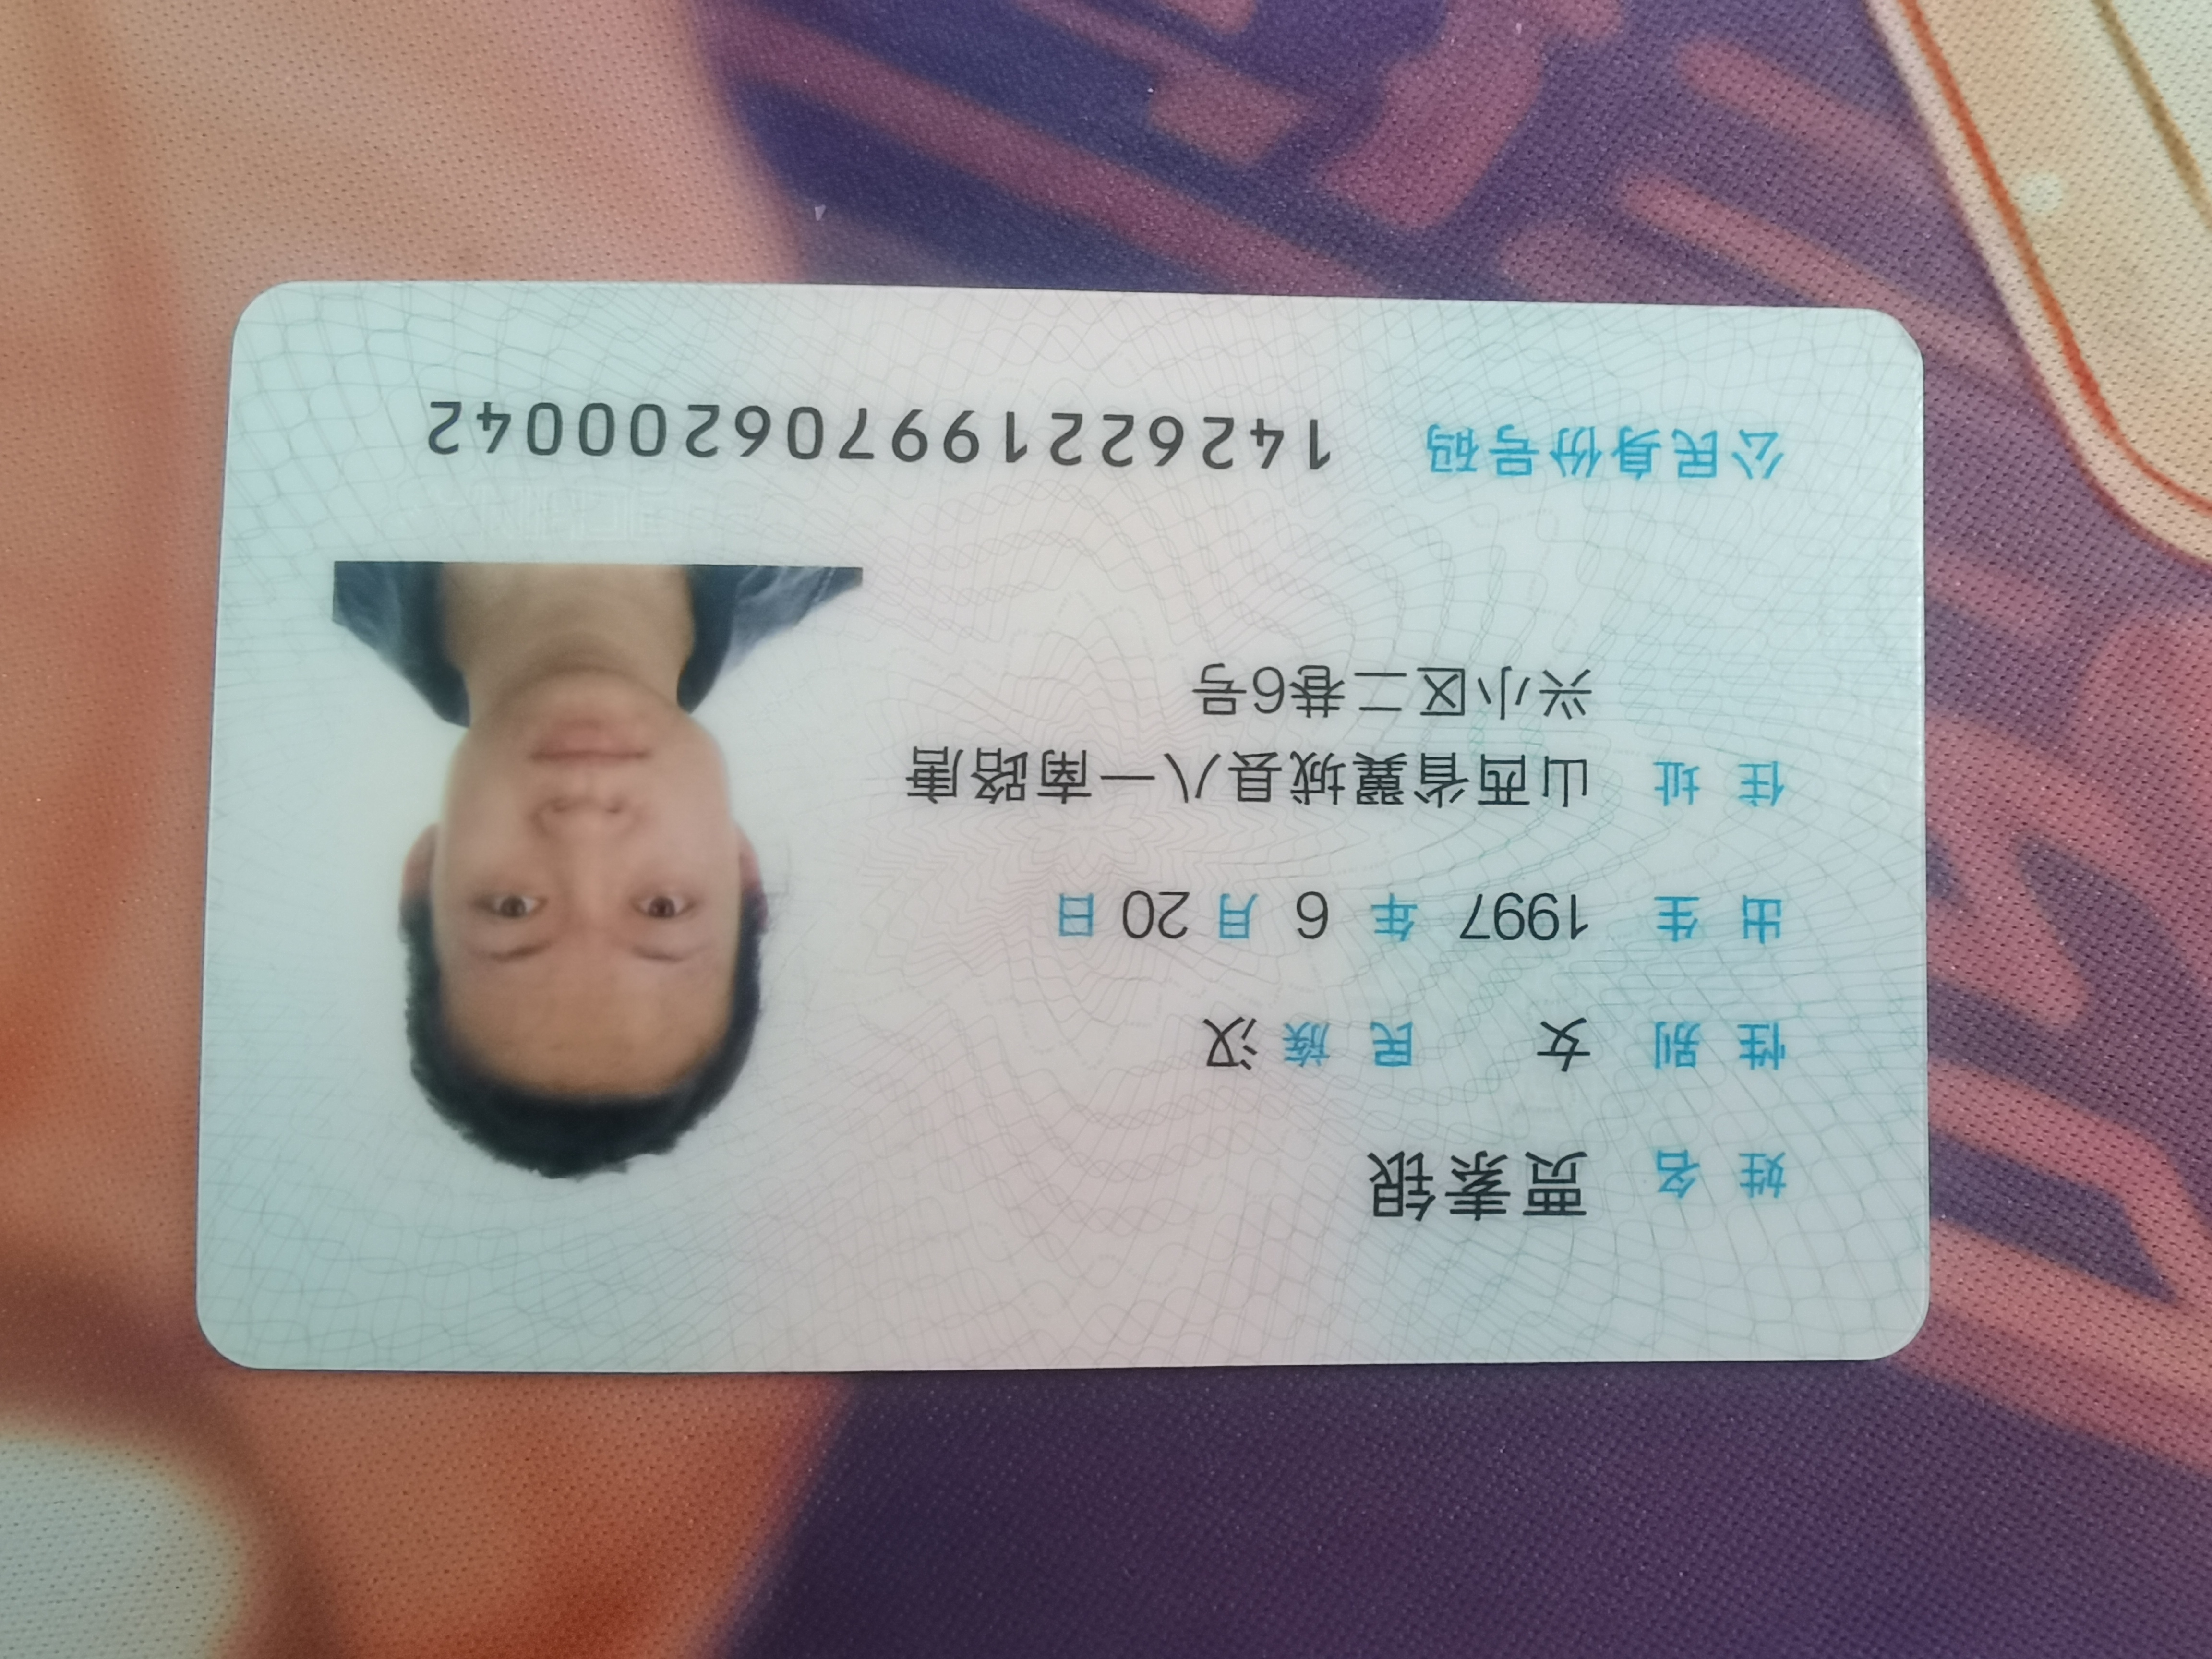 姓名 贾素银
性别 女 民族 汉
出生 1997 年 6 月 20 日
住址 山西省翼城县八一南路唐
兴小区二巷6号
公民身份号码 142622199706200042